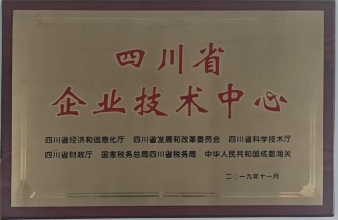 四川省
企业技术中心
四川省经济和信息化厅 四川省发展和改革委员会 四川省科学技术厅
四川省财政厅 国家税务总局四川省税务局 中华人民共和国成都海关
二〇一九年十一月